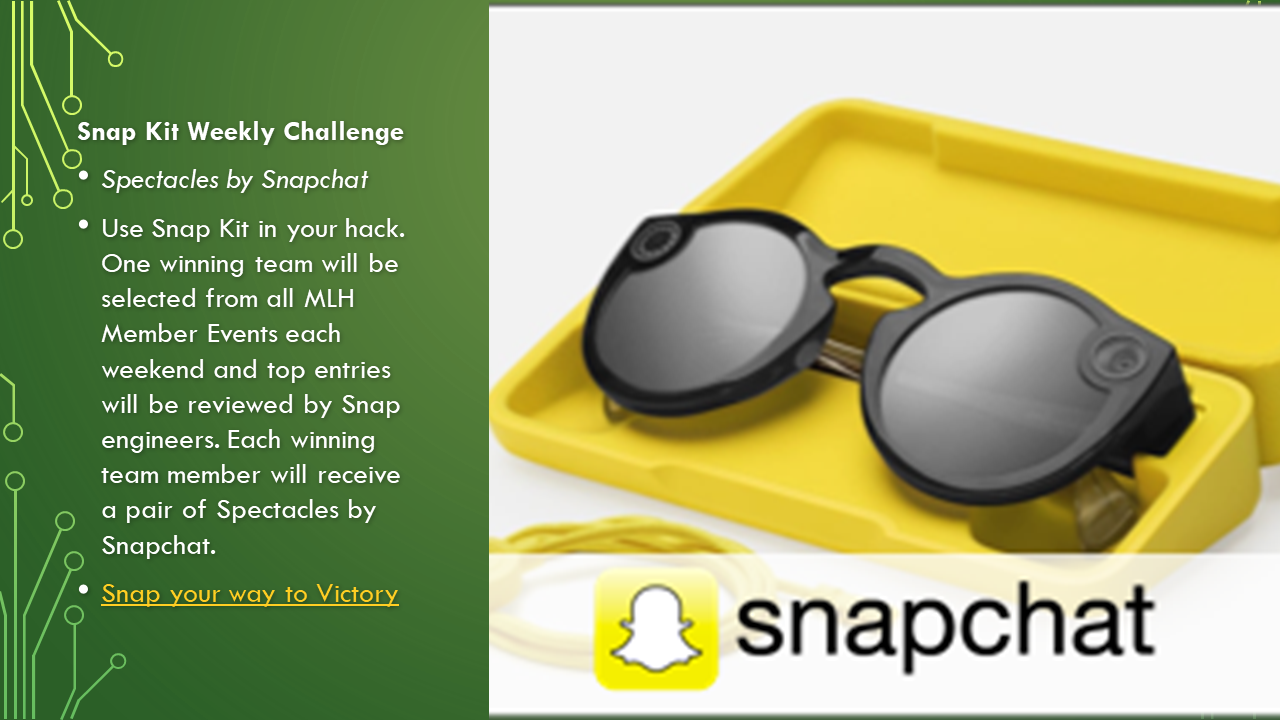 Snap Kit Weekly Challenge
• Spectacles by Snapchat
• Use Snap Kit in your hack.
One winning team will be
selected from all MLH
Member Events each
weekend and top entries
will be reviewed by Snap
engineers. Each winning
team member will receive
a pair of Spectacles by
Snapchat.
• Snap your way to Victory
snapchat